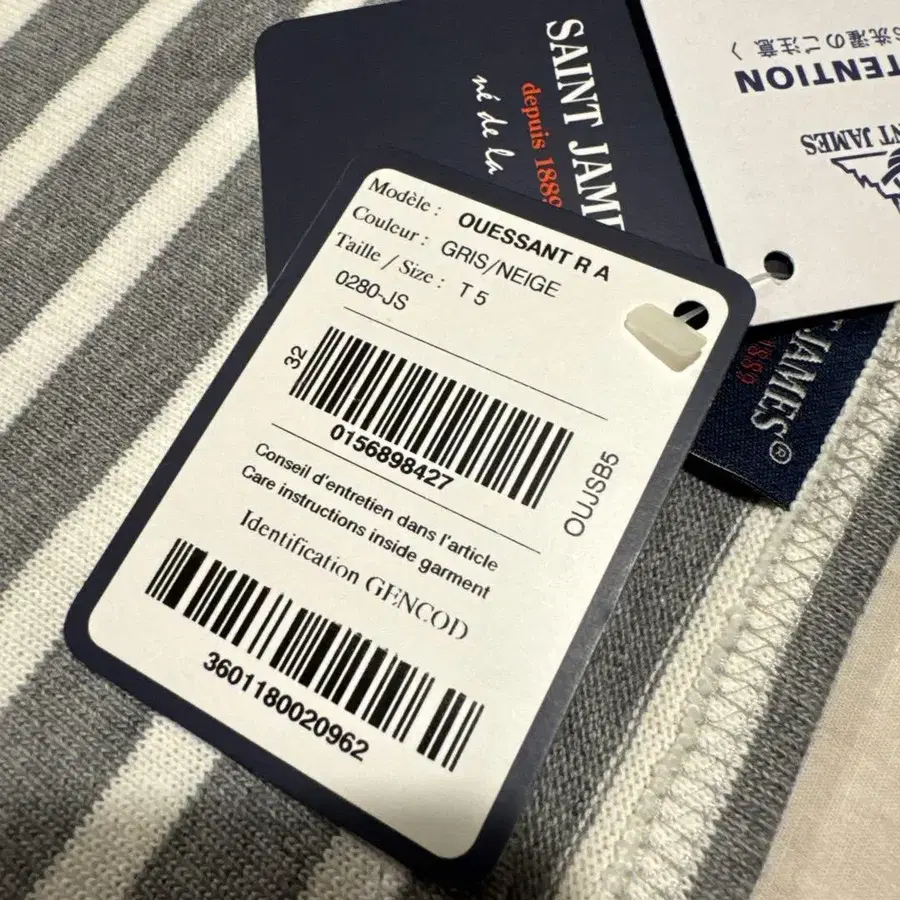 SAINT JAME
depuis 1889
né de la
洗濯のご注意 〉
TENTION
NT JAMES
Modèle : OUESSANT R A
Couleur : GRIS/NEIGE
Taille / Size : T 5
0280-JS
32
0156898427
OUJSB5
Conseil d'entretien dans l'article
Care instructions inside garment
Identification GENCOD
3601180020962
JAMES®
1889